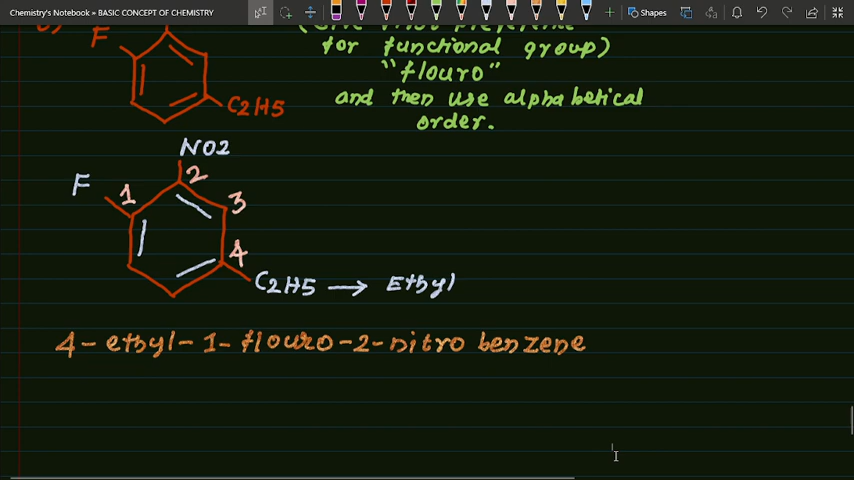 Chemistry's Notebook » BASIC CONCEPT OF CHEMISTRY
Shapes
F
C2H5
for functional group)
"flouro"
and then use alphabetical
order.
NO2
F
1
2
3
4
C2H5 → Ethyl
4- ethyl- 1- flouro -2- nitro benzene